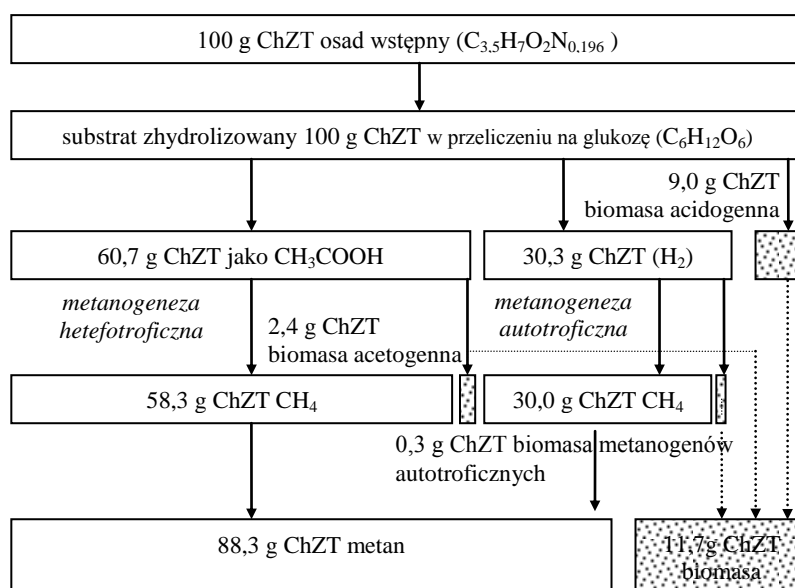 100 g ChZT osad wstępny (C3,5H7O2N0,196 )
substrat zhydrolizowany 100 g ChZT w przeliczeniu na glukozę (C6H12O6)
9,0 g ChZT
biomasa acidogenna
60,7 g ChZT jako CH3COOH
30,3 g ChZT (H2)
metanogeneza
hetefotroficzna
metanogeneza
autotroficzna
2,4 g ChZT
biomasa acetogenna
58,3 g ChZT CH4
30,0 g ChZT CH4
0,3 g ChZT biomasa metanogenów
autotroficznych
88,3 g ChZT metan
11,7g ChZT
biomasa